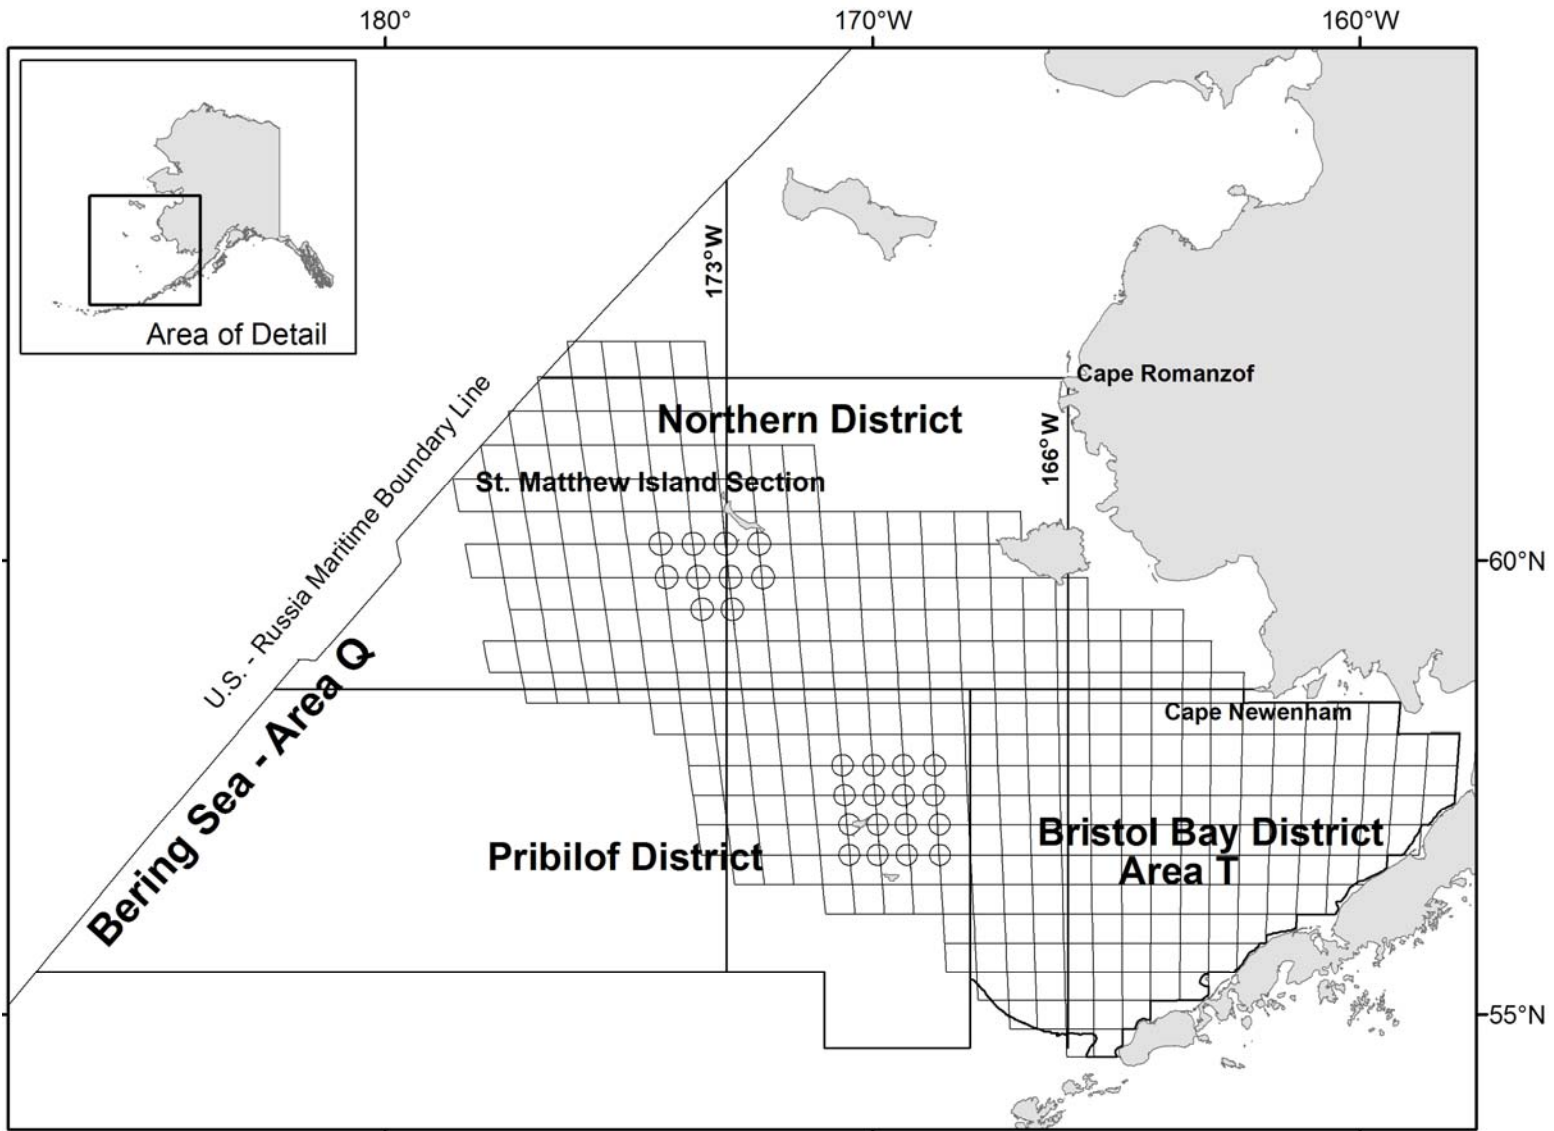 180°
170°W
160°W
Area of Detail
173°W
Cape Romanzof
Northern District
166°W
St. Matthew Island Section
U.S. - Russia Maritime Boundary Line
60°N
Bering Sea - Area Q
Cape Newenham
Bristol Bay District
Area T
Pribilof District
55°N